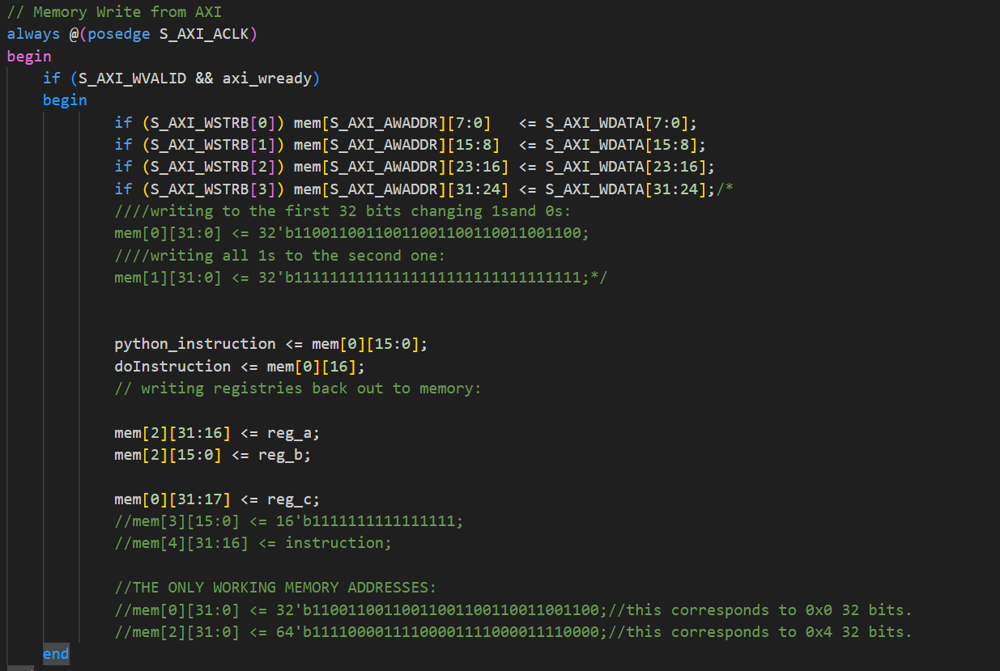 // Memory Write from AXI
always @(posedge S_AXI_ACLK)
begin
if (S_AXI_WVALID && axi_wready)
begin
if (S_AXI_WSTRB[0]) mem[S_AXI_AWADDR][7:0]   <= S_AXI_WDATA[7:0];
if (S_AXI_WSTRB[1]) mem[S_AXI_AWADDR][15:8]  <= S_AXI_WDATA[15:8];
if (S_AXI_WSTRB[2]) mem[S_AXI_AWADDR][23:16] <= S_AXI_WDATA[23:16];
if (S_AXI_WSTRB[3]) mem[S_AXI_AWADDR][31:24] <= S_AXI_WDATA[31:24];/*
////writing to the first 32 bits changing 1sand 0s:
mem[0][31:0] <= 32'b11001100110011001100110011001100;
////writing all 1s to the second one:
mem[1][31:0] <= 32'b11111111111111111111111111111111;*/
python_instruction <= mem[0][15:0];
doInstruction <= mem[0][16];
// writing registries back out to memory:
mem[2][31:16] <= reg_a;
mem[2][15:0] <= reg_b;
mem[0][31:17] <= reg_c;
//mem[3][15:0] <= 16'b1111111111111111;
//mem[4][31:16] <= instruction;
//THE ONLY WORKING MEMORY ADDRESSES:
//mem[0][31:0] <= 32'b11001100110011001100110011001100;//this corresponds to 0x0 32 bits.
//mem[2][31:0] <= 64'b11110000111100001111000011110000;//this corresponds to 0x4 32 bits.
end